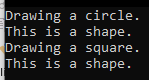 Drawing a circle.
This is a shape.
Drawing a square.
This is a shape.